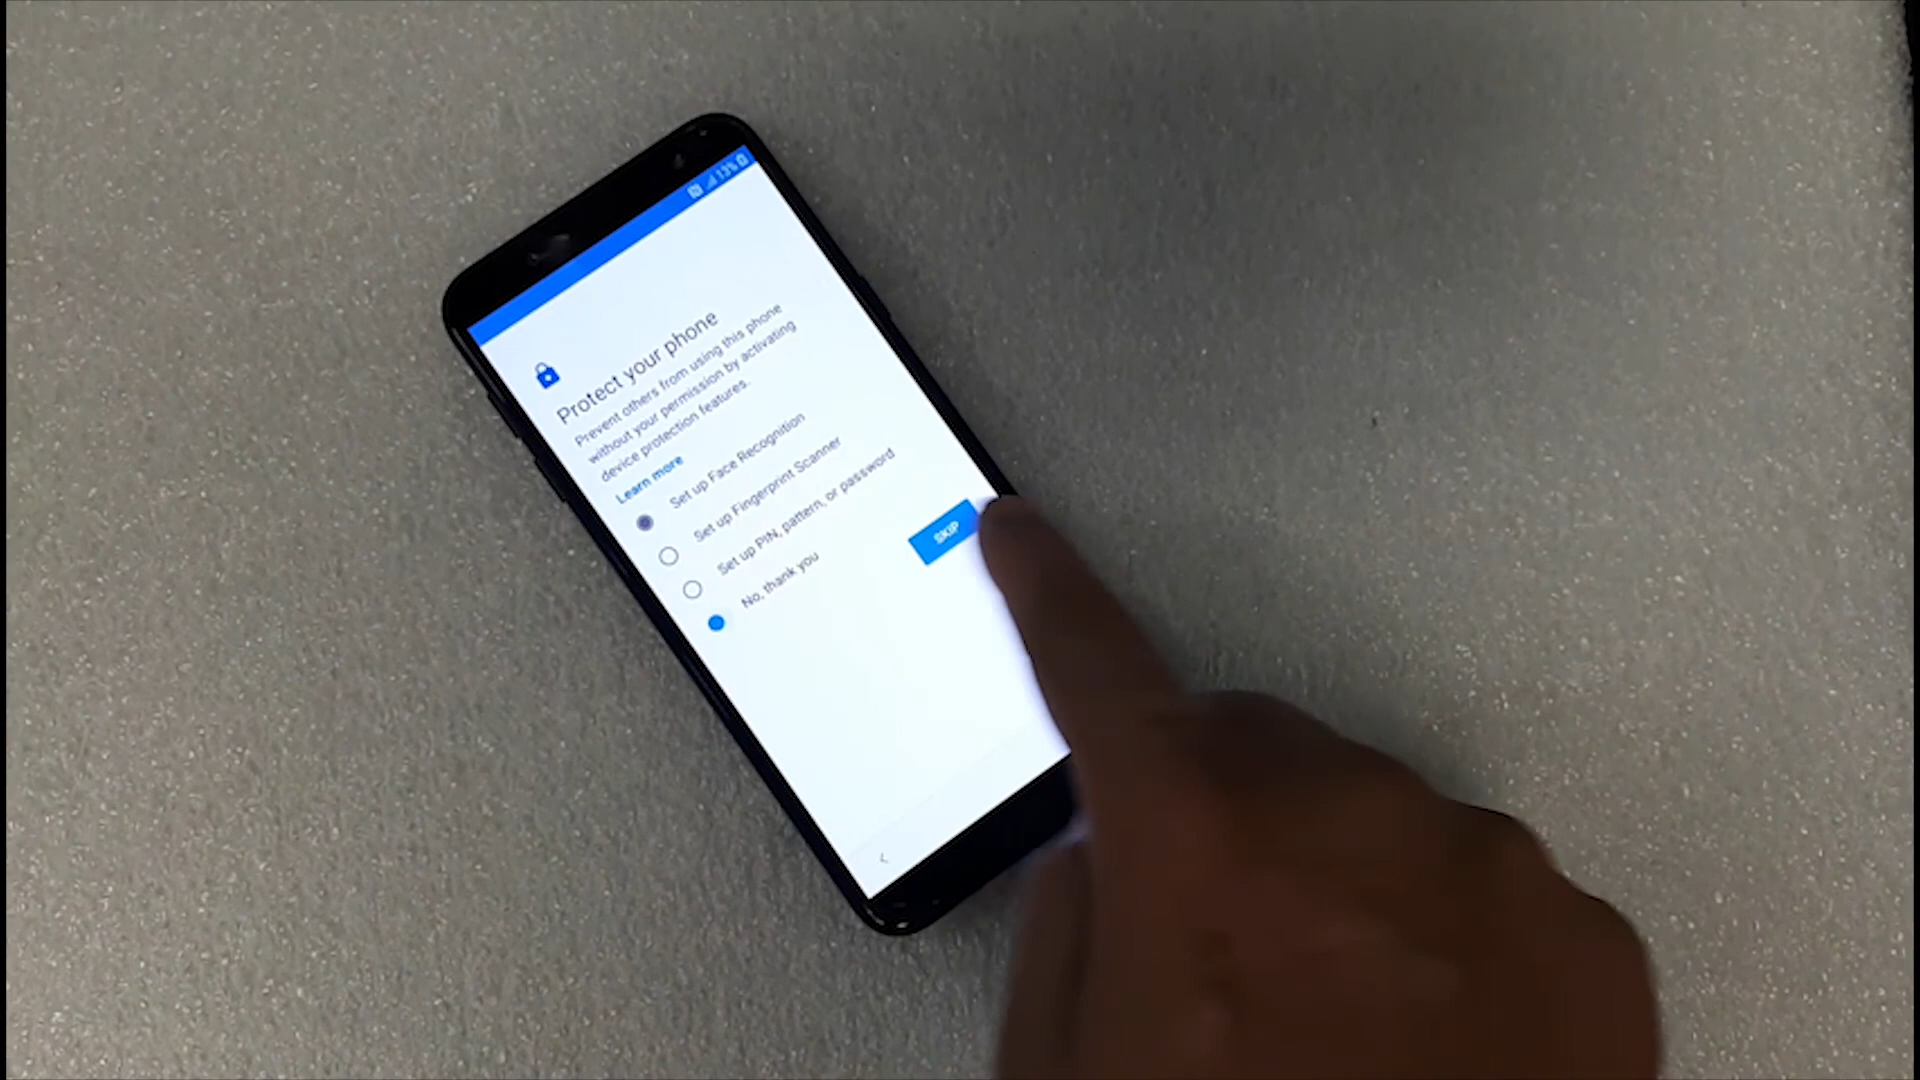 13%
Protect your phone
Prevent others from using this phone
without your permission by activating
device protection features.
Learn more
Set up Face Recognition
Set up Fingerprint Scanner
Set up PIN, pattern, or password
No, thank you
SKIP